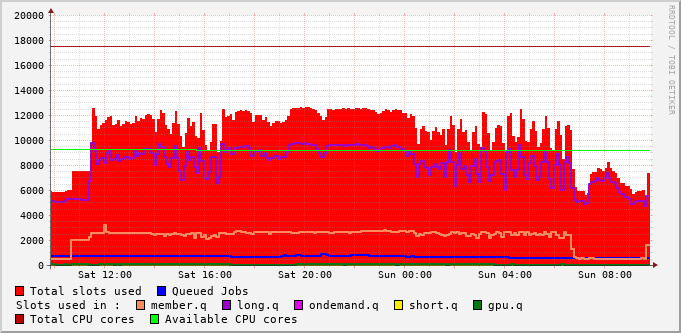 20000
18000
16000
14000
12000
10000
8000
6000
4000
2000
0
Sat 12:00 Sat 16:00 Sat 20:00 Sun 00:00 Sun 04:00 Sun 08:00
RRDTOOL / TOBI OETIKER
Total slots used Queued Jobs
Slots used in : member.q long.q ondemand.q short.q gpu.q
Total CPU cores Available CPU cores